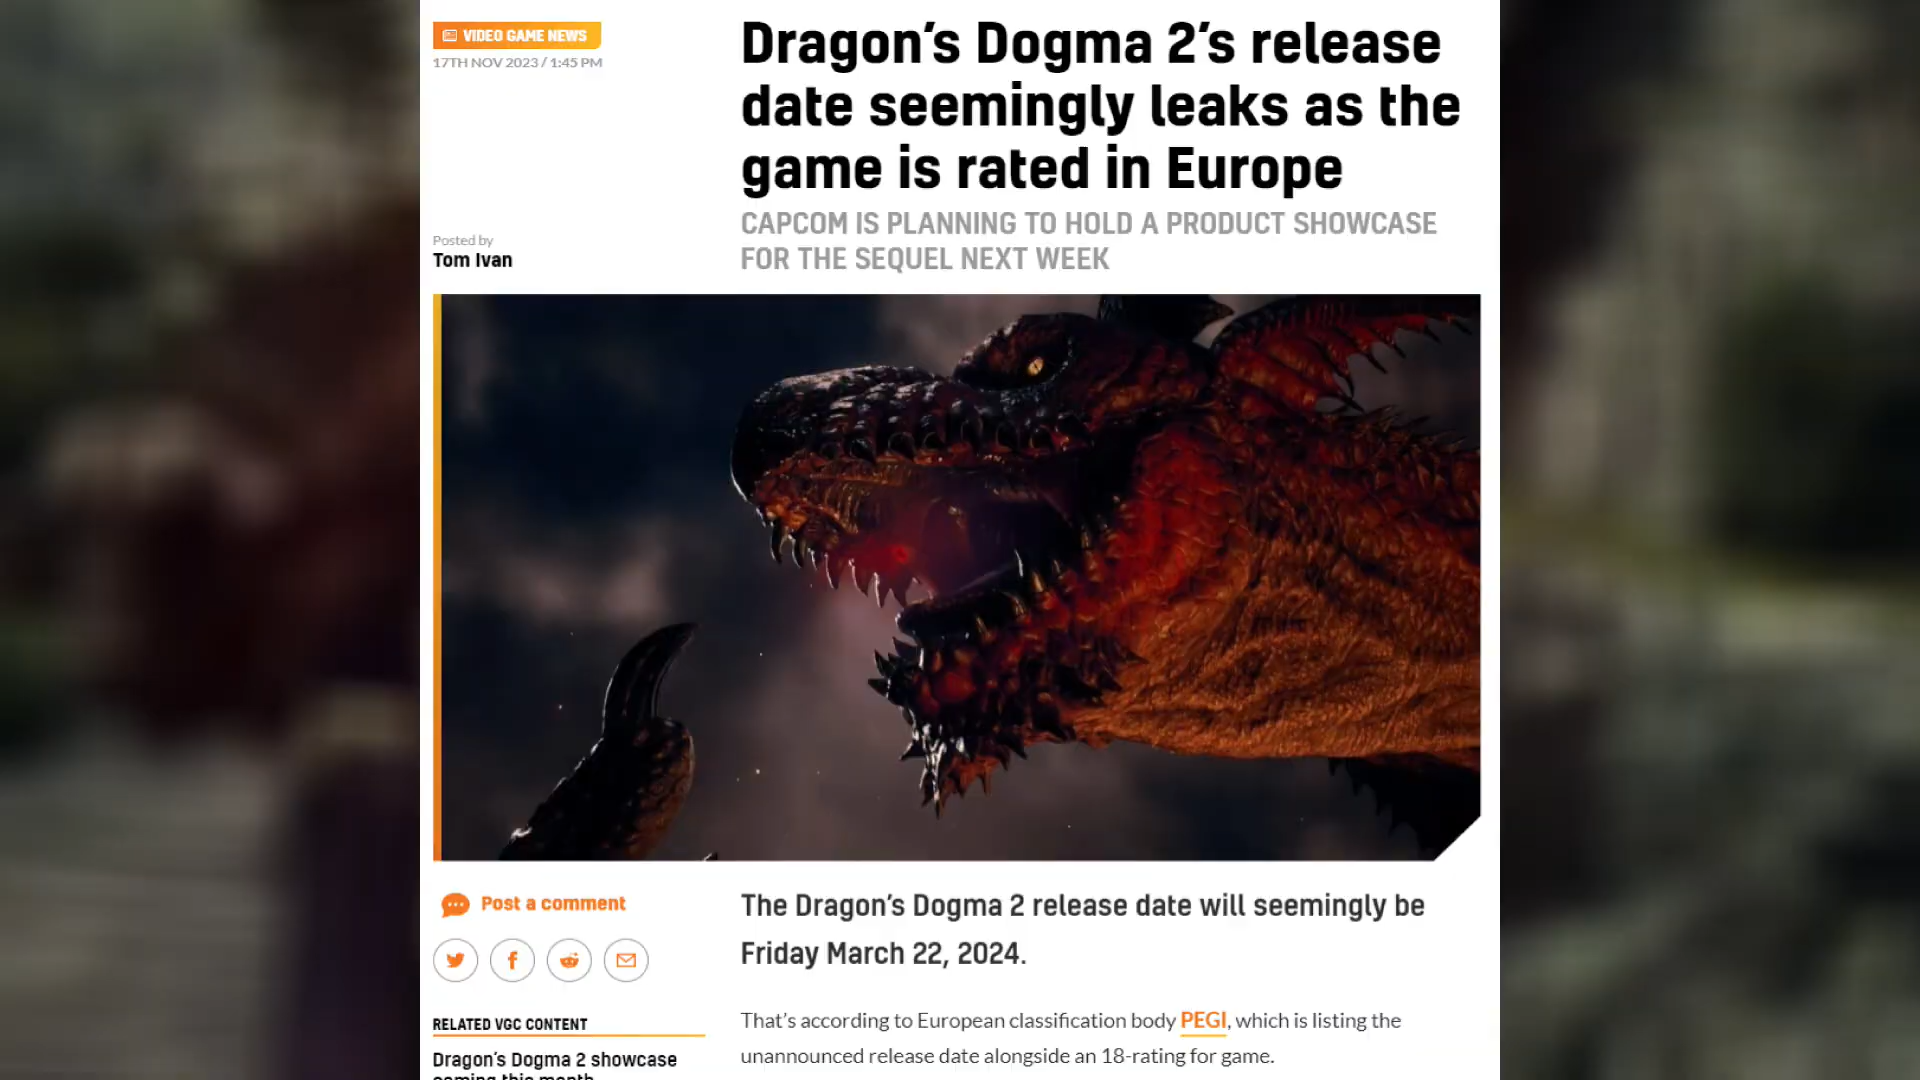 VIDEO GAME NEWS
17TH NOV 2023 / 1:45 PM
Dragon's Dogma 2's release
date seemingly leaks as the
game is rated in Europe
CAPCOM IS PLANNING TO HOLD A PRODUCT SHOWCASE
FOR THE SEQUEL NEXT WEEK
Posted by
Tom Ivan
Post a comment
RELATED VGC CONTENT
Dragon's Dogma 2 showcase
coming this month
The Dragon's Dogma 2 release date will seemingly be
Friday March 22, 2024.
That's according to European classification body PEGI, which is listing the
unannounced release date alongside an 18-rating for game.